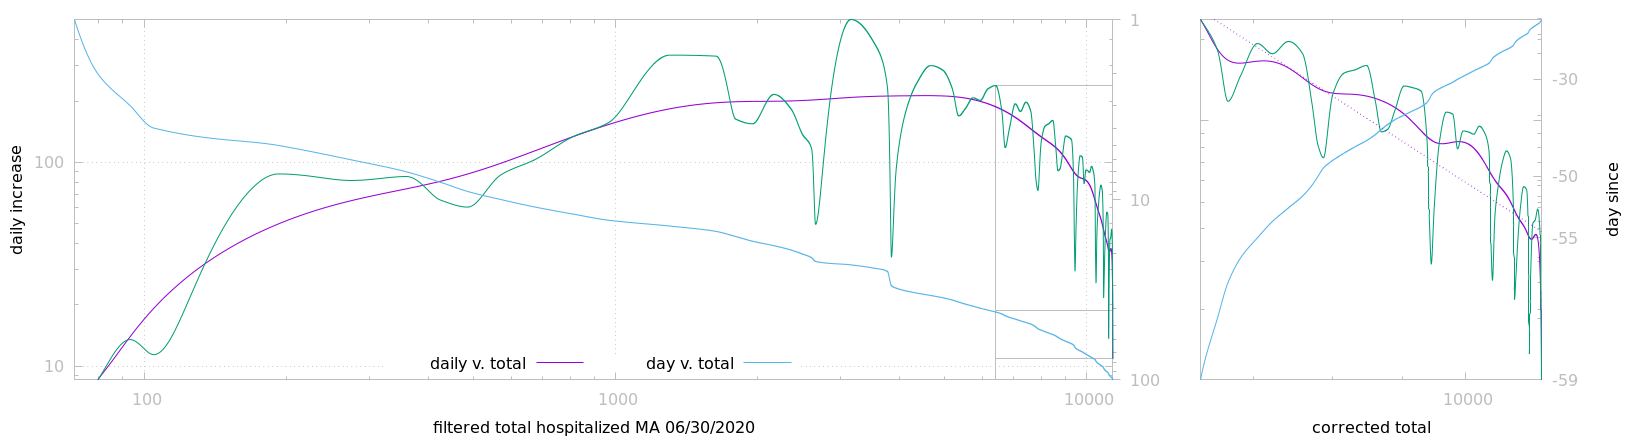 daily increase
100
10
daily v. total
day v. total
1
10
100
100
1000
10000
filtered total hospitalized MA 06/30/2020
-30
-50
-55
-59
day since
10000
corrected total